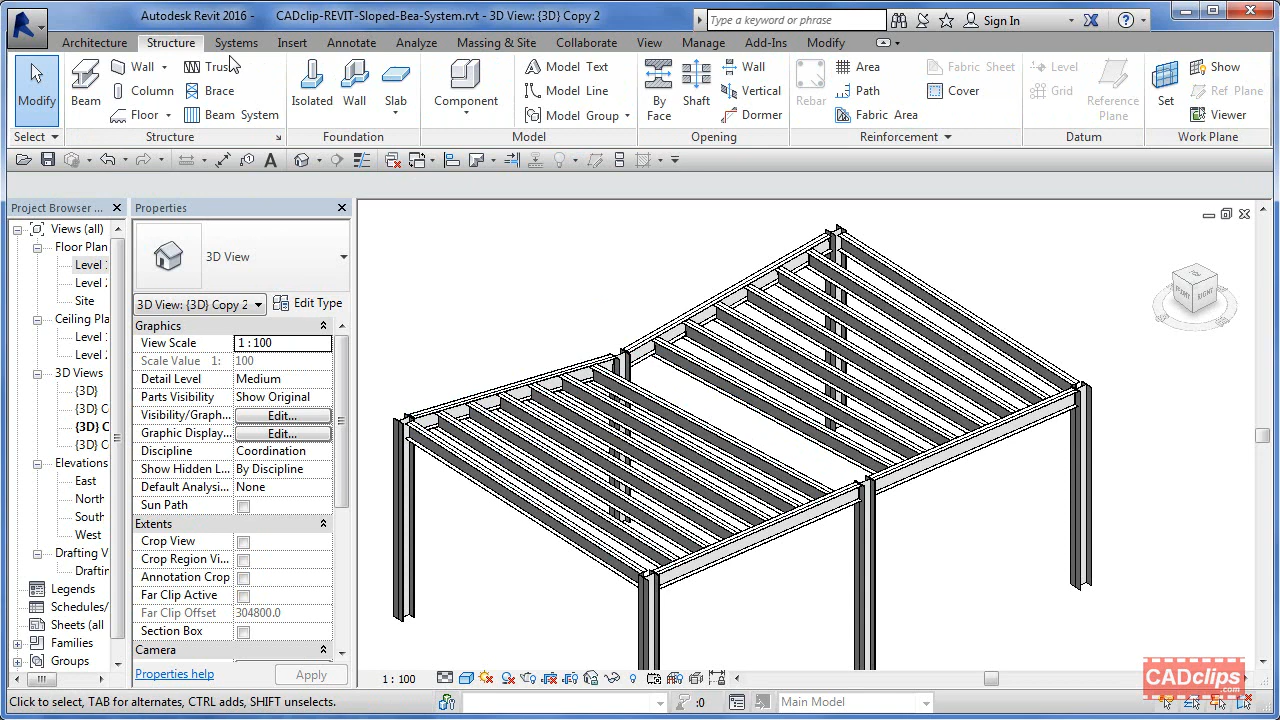 Autodesk Revit 2016 - CADclip-REVIT-Sloped-Bea-System.rvt - 3D View: {3D} Copy 2
Type a keyword or phrase
Sign In
Architecture Structure Systems Insert Annotate Analyze Massing & Site Collaborate View Manage Add-Ins Modify
Modify
Beam
Wall
Column
Floor
Truss
Brace
Beam System
Isolated
Wall
Slab
Component
Model Text
Model Line
Model Group
By Face
Shaft
Wall
Vertical
Dormer
Rebar
Area
Path
Fabric Area
Fabric Sheet
Cover
Level
Grid
Reference Plane
Set
Show
Ref Plane
Viewer
Select Structure Foundation Model Opening Reinforcement Datum Work Plane
Project Browser ...
Views (all)
Floor Plan
Level
Level
Site
Ceiling Pla
Level
Level
3D Views
{3D}
{3D} C
{3D} C
{3D} C
Elevations
East
North
South
West
Drafting V
Draftin
Legends
Schedules/
Sheets (all
Families
Groups
Properties
3D View
3D View: {3D} Copy 2 Edit Type
Graphics
View Scale 1 : 100
Scale Value 1: 100
Detail Level Medium
Parts Visibility Show Original
Visibility/Graph... Edit...
Graphic Display... Edit...
Discipline Coordination
Show Hidden L... By Discipline
Default Analysi... None
Sun Path
Extents
Crop View
Crop Region Vi...
Annotation Crop
Far Clip Active
Far Clip Offset 304800.0
Section Box
Camera
Properties help Apply
FRONT RIGHT
1 : 100
CADclips
.com
Click to select, TAB for alternates, CTRL adds, SHIFT unselects.
:0
Main Model